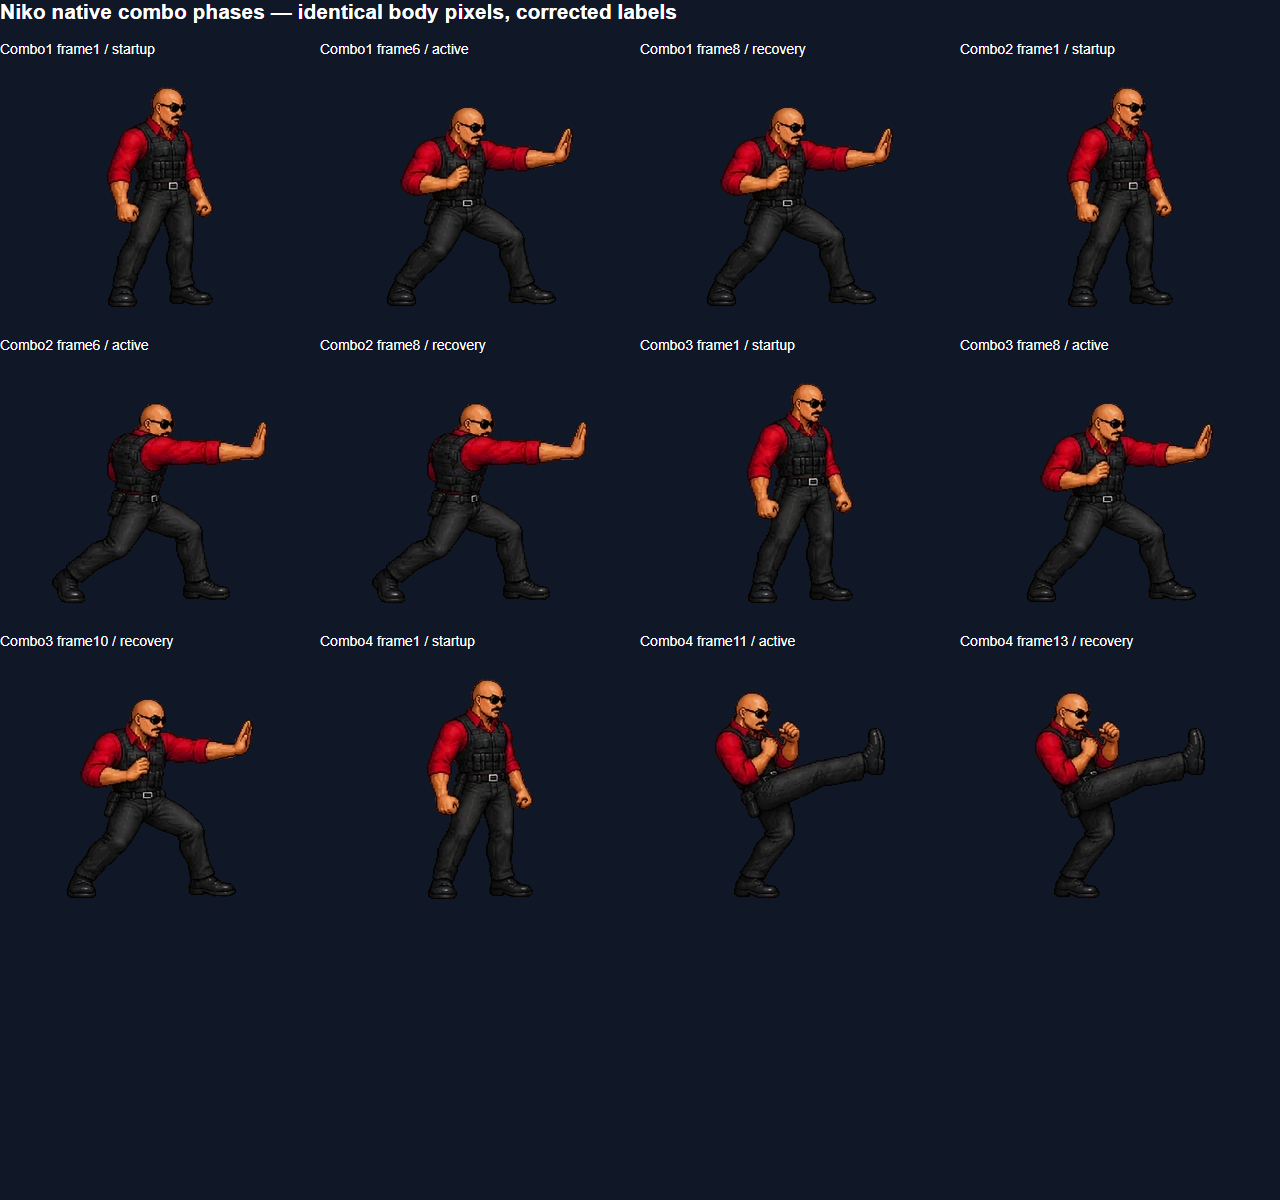 Niko native combo phases — identical body pixels, corrected labels
Combo1 frame1 / startup
Combo1 frame6 / active
Combo1 frame8 / recovery
Combo2 frame1 / startup
Combo2 frame6 / active
Combo2 frame8 / recovery
Combo3 frame1 / startup
Combo3 frame8 / active
Combo3 frame10 / recovery
Combo4 frame1 / startup
Combo4 frame11 / active
Combo4 frame13 / recovery